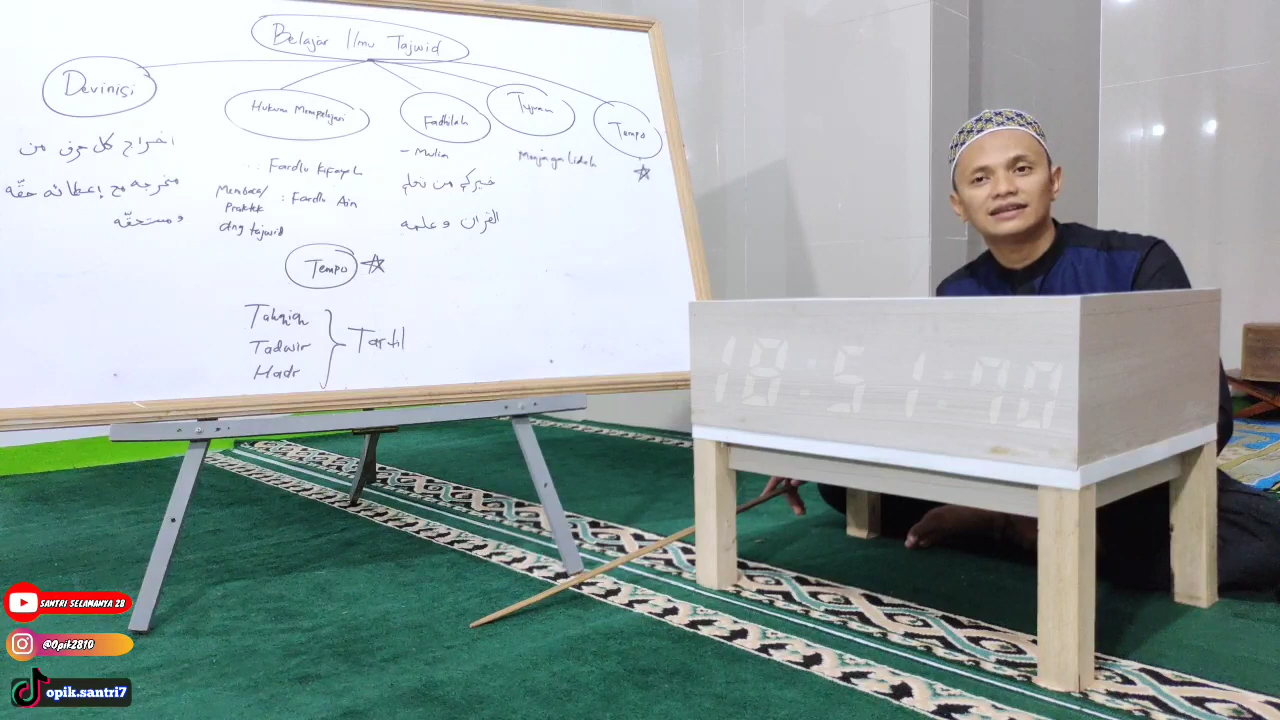 Belajar Ilmu Tajwid
Devinisi
Hukum Mempelajari
Fadhilah
Tujuan
Tempo
اخراج كل حرف من
مخرجه مع إعطائه حقّه
ومستحقّه
: Fardlu Kifayah
Membaca/
Praktek : Fardlu Ain
dng tajwid
- Mulia
خيركم من تعلم
القران وعلمه
Menjaga Lidah
Tempo
Tahqiq
Tadwir
Hadr
Tartil
18:51:00
SANTRI SELAMANYA 28
@Opik2810
opik.santri7